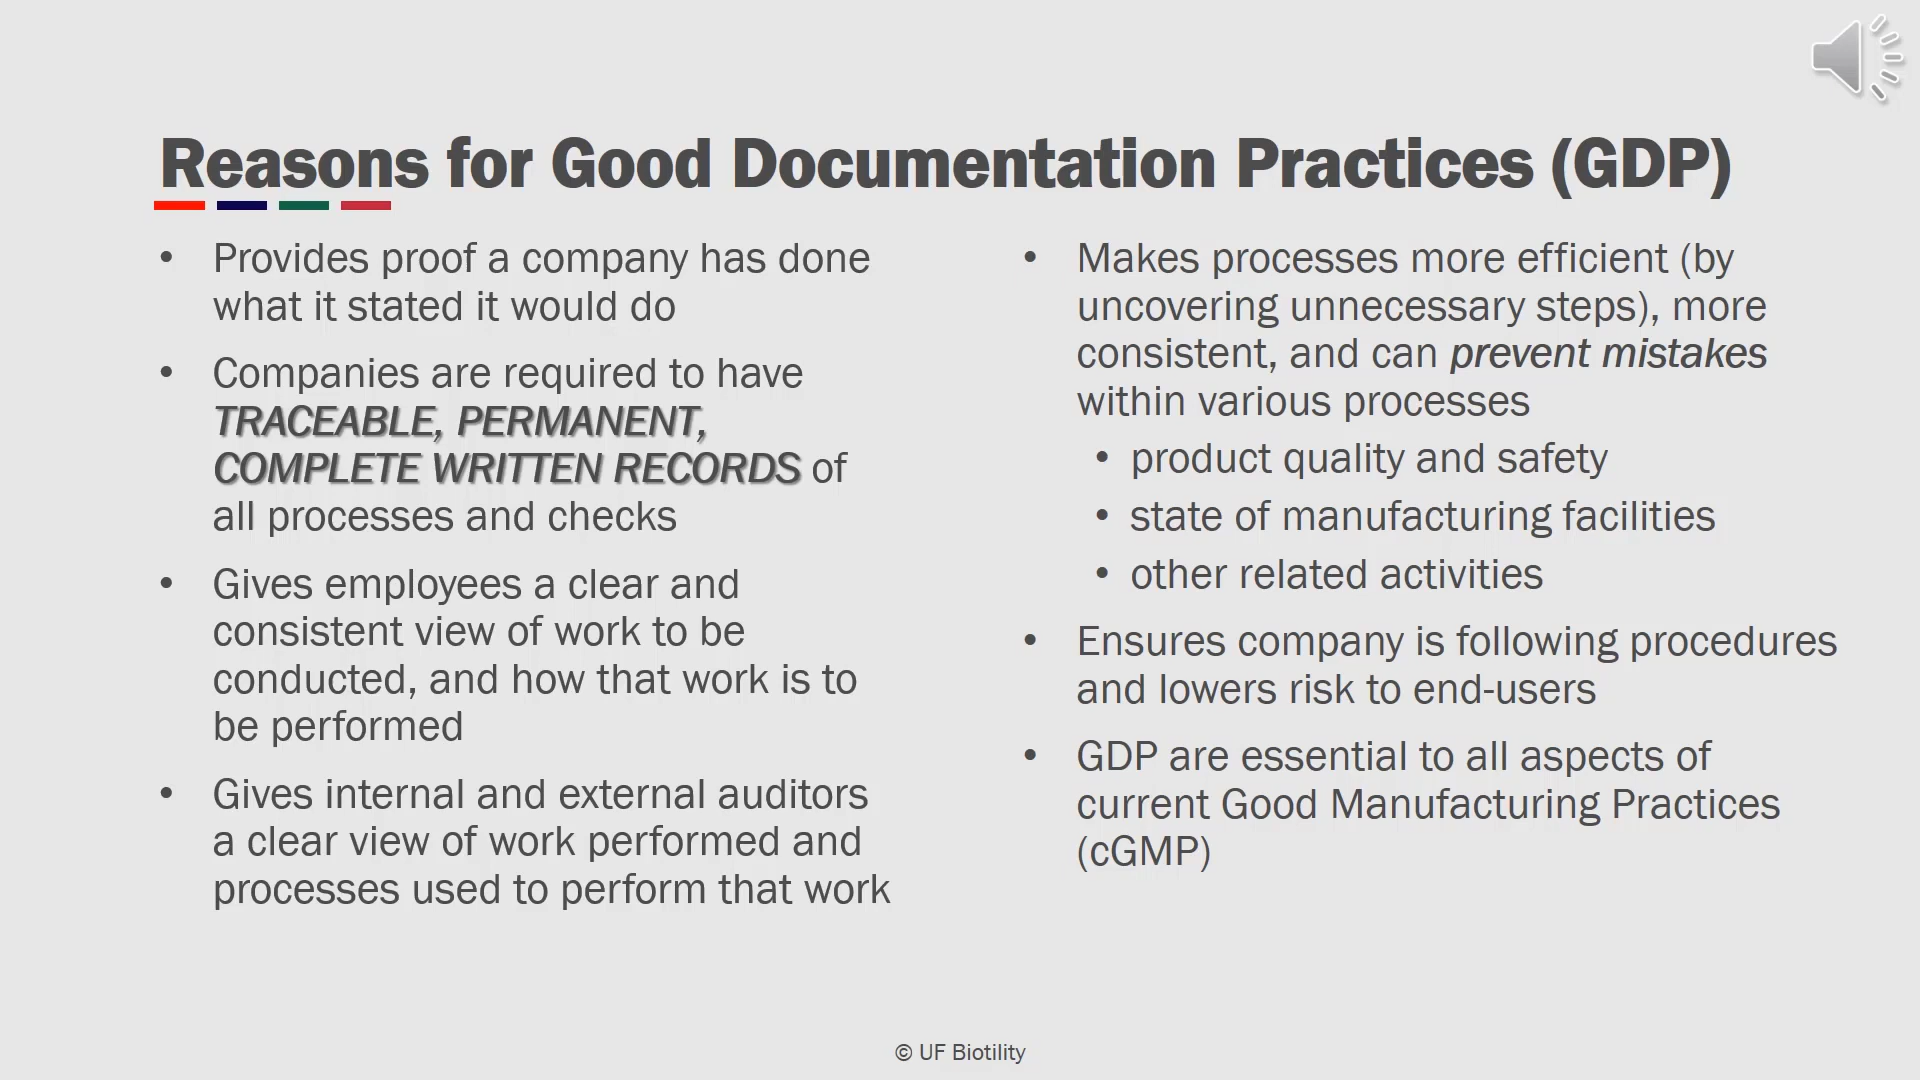 Reasons for Good Documentation Practices (GDP)
• Provides proof a company has done
what it stated it would do
• Companies are required to have
TRACEABLE, PERMANENT,
COMPLETE WRITTEN RECORDS of
all processes and checks
• Gives employees a clear and
consistent view of work to be
conducted, and how that work is to
be performed
• Gives internal and external auditors
a clear view of work performed and
processes used to perform that work
• Makes processes more efficient (by
uncovering unnecessary steps), more
consistent, and can prevent mistakes
within various processes
• product quality and safety
• state of manufacturing facilities
• other related activities
• Ensures company is following procedures
and lowers risk to end-users
• GDP are essential to all aspects of
current Good Manufacturing Practices
(cGMP)
© UF Biotility